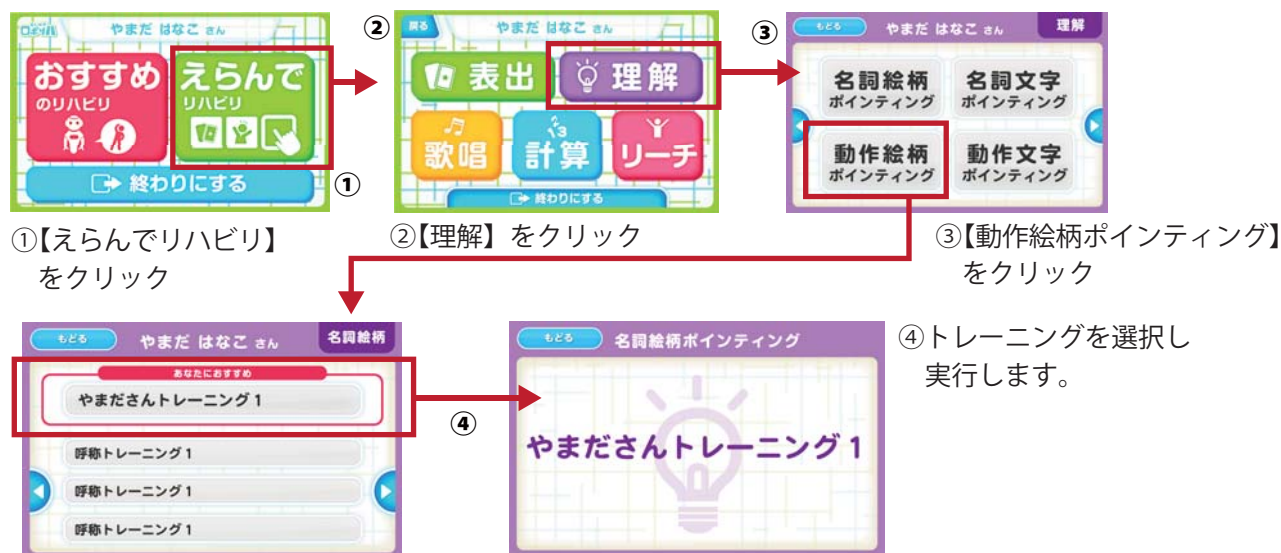 やまだ はなこ さん
おすすめ
のリハビリ
えらんで
リハビリ
終わりにする
①
②
戻る
やまだ はなこ さん
表出
理解
歌唱
計算
リーチ
終わりにする
③
もどる
やまだ はなこ さん
理解
名詞絵柄
ポインティング
名詞文字
ポインティング
動作絵柄
ポインティング
動作文字
ポインティング
①【えらんでリハビリ】
をクリック
②【理解】をクリック
③【動作絵柄ポインティング】
をクリック
もどる
やまだ はなこ さん
名詞絵柄
あなたにおすすめ
やまださんトレーニング 1
呼称トレーニング 1
呼称トレーニング 1
呼称トレーニング 1
④
もどる
名詞絵柄ポインティング
やまださんトレーニング 1
④トレーニングを選択し
実行します。